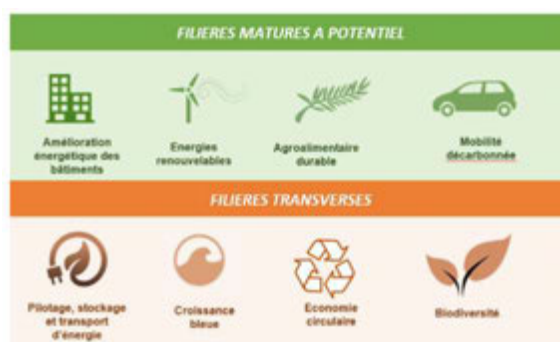 FILIERES MATURES A POTENTIEL
Amélioration
énergétique des
bâtiments
Energies
renouvelables
Agroalimentaire
durable
Mobilité
décarbonnée
FILIERES TRANSVERSES
Pilotage, stockage
et transport
d'énergie
Croissance
bleue
Economie
circulaire
Biodiversité